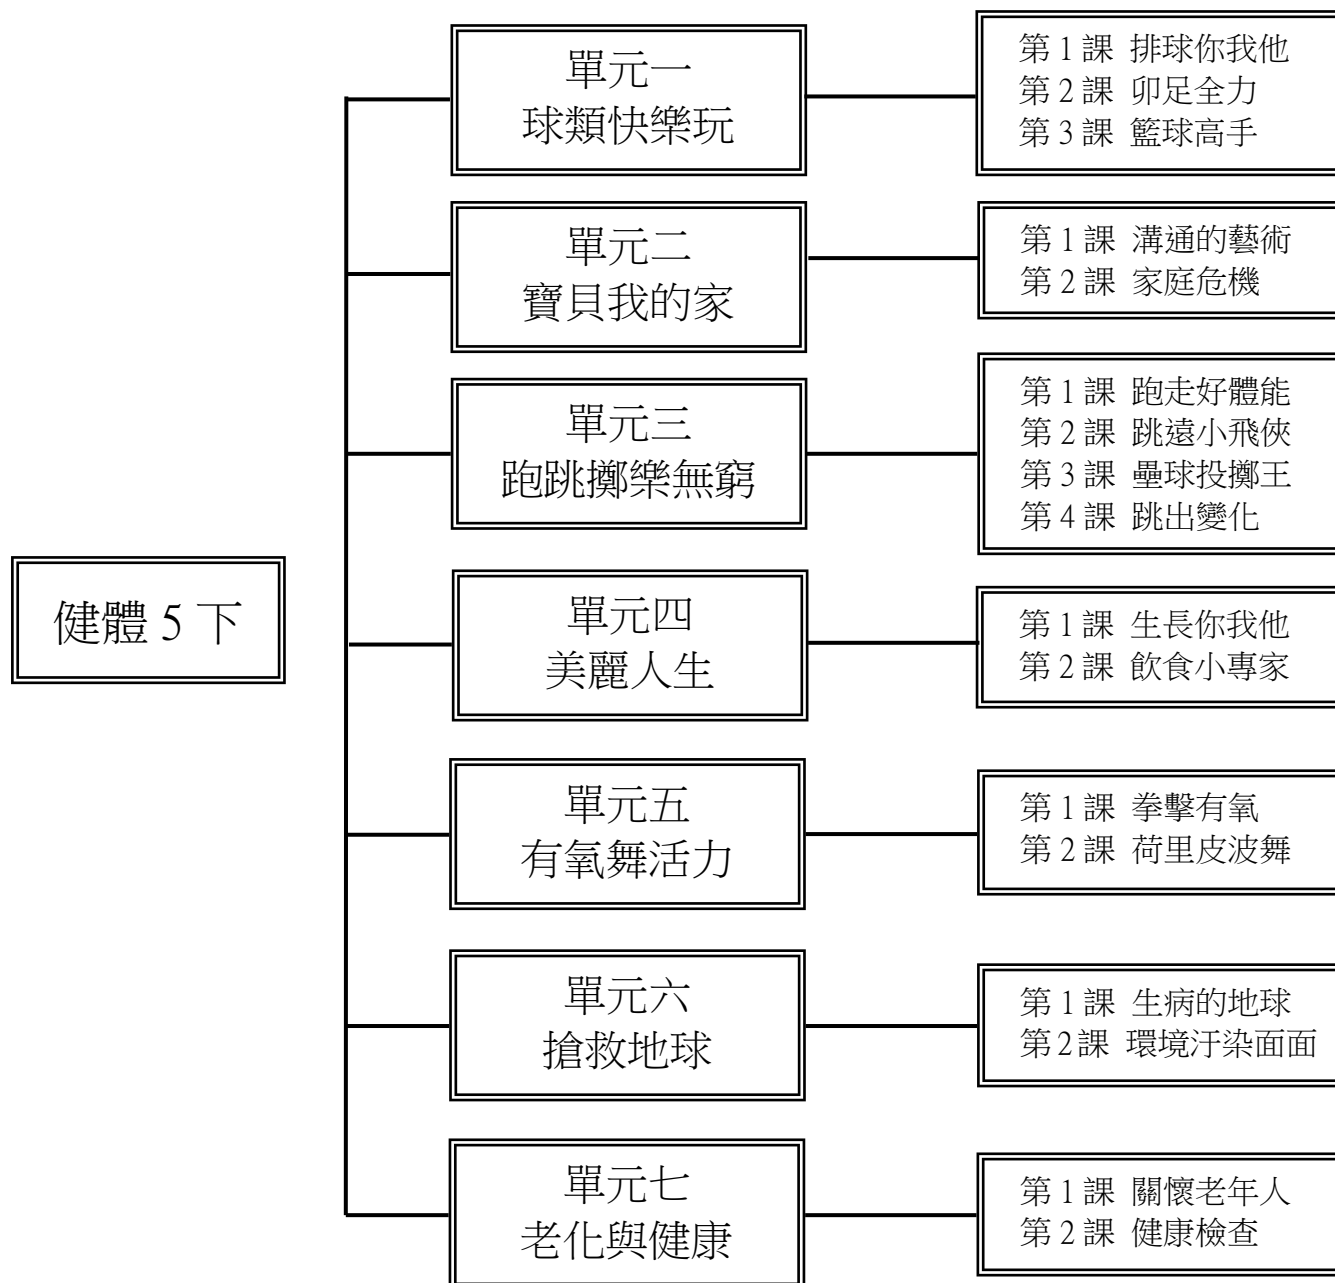 健體 5 下
單元一
球類快樂玩
第 1 課 排球你我他
第 2 課 卯足全力
第 3 課 籃球高手
單元二
寶貝我的家
第 1 課 溝通的藝術
第 2 課 家庭危機
單元三
跑跳擲樂無窮
第 1 課 跑走好體能
第 2 課 跳遠小飛俠
第 3 課 壘球投擲王
第 4 課 跳出變化
單元四
美麗人生
第 1 課 生長你我他
第 2 課 飲食小專家
單元五
有氧舞活力
第 1 課 拳擊有氧
第 2 課 荷里皮波舞
單元六
搶救地球
第 1 課 生病的地球
第2課 環境汙染面面
單元七
老化與健康
第 1 課 關懷老年人
第 2 課 健康檢查